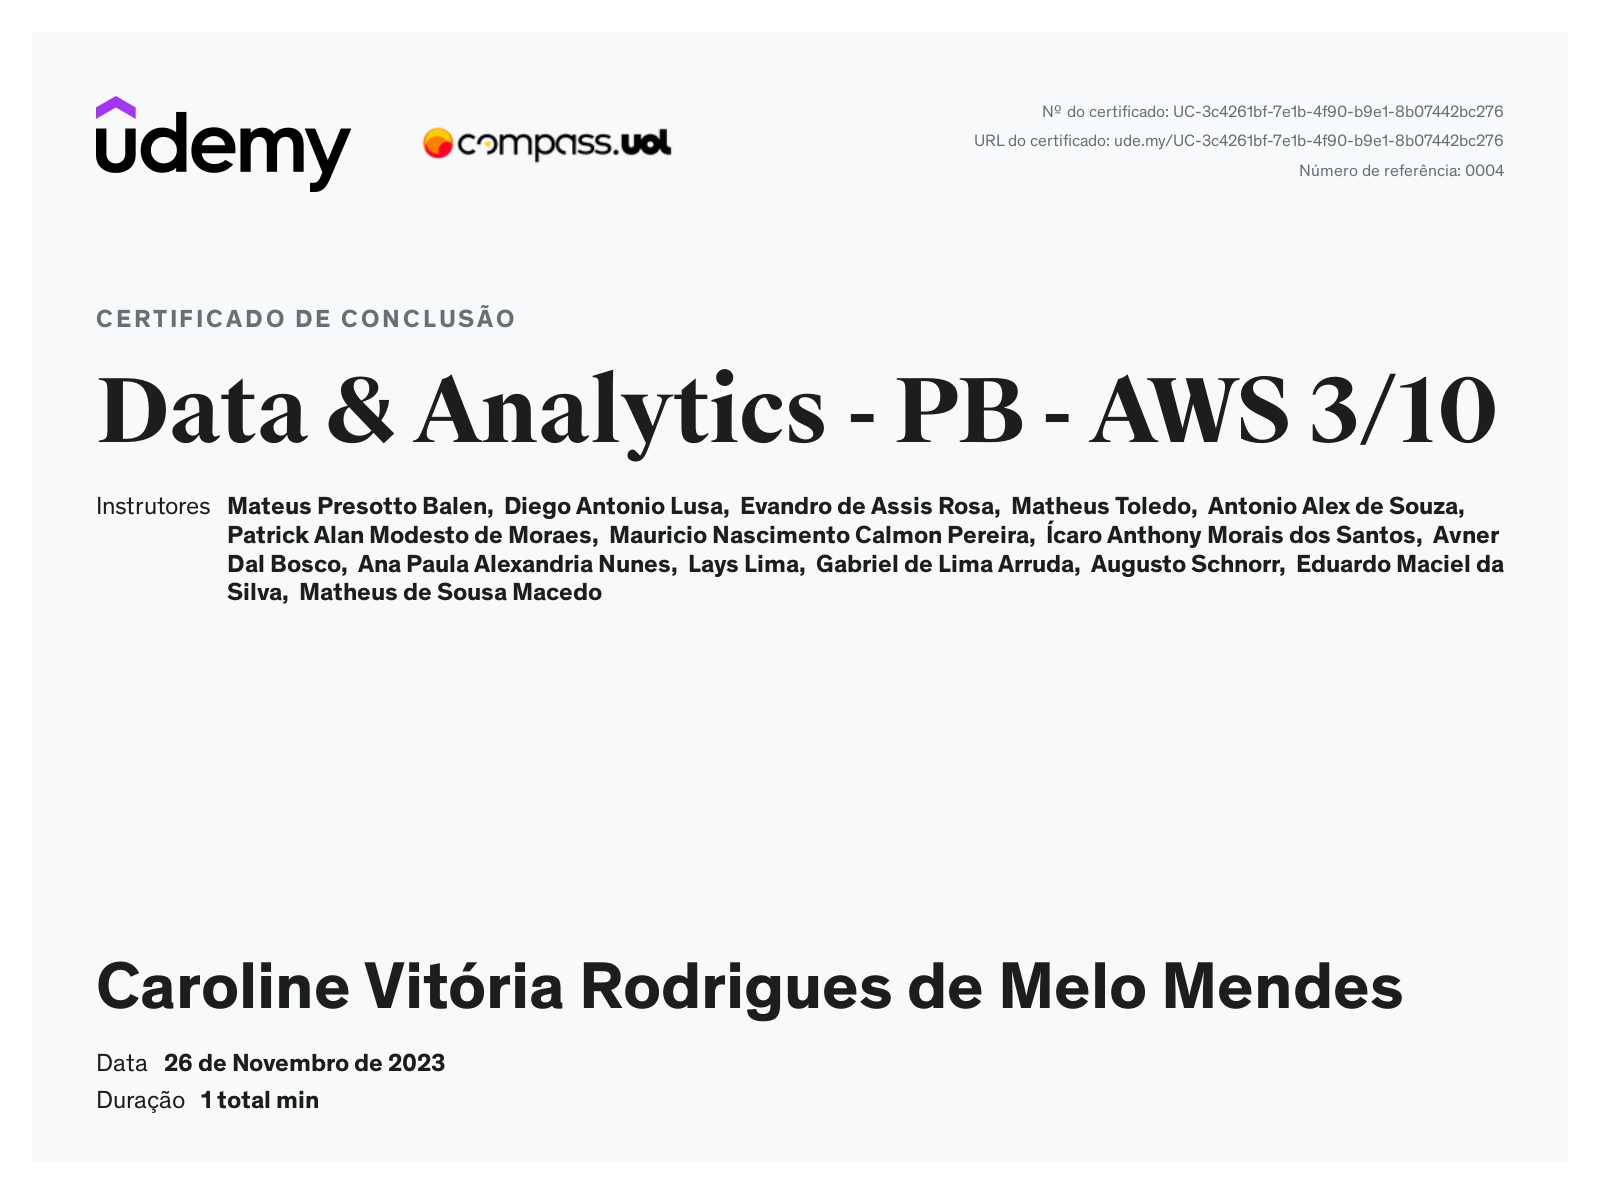 udemy
compass.uol
Nº do certificado: UC-3c4261bf-7e1b-4f90-b9e1-8b07442bc276
URL do certificado: ude.my/UC-3c4261bf-7e1b-4f90-b9e1-8b07442bc276
Número de referência: 0004
CERTIFICADO DE CONCLUSÃO
Data & Analytics - PB - AWS 3/10
Instrutores Mateus Presotto Balen, Diego Antonio Lusa, Evandro de Assis Rosa, Matheus Toledo, Antonio Alex de Souza,
Patrick Alan Modesto de Moraes, Mauricio Nascimento Calmon Pereira, Ícaro Anthony Morais dos Santos, Avner
Dal Bosco, Ana Paula Alexandria Nunes, Lays Lima, Gabriel de Lima Arruda, Augusto Schnorr, Eduardo Maciel da
Silva, Matheus de Sousa Macedo
Caroline Vitória Rodrigues de Melo Mendes
Data 26 de Novembro de 2023
Duração 1 total min